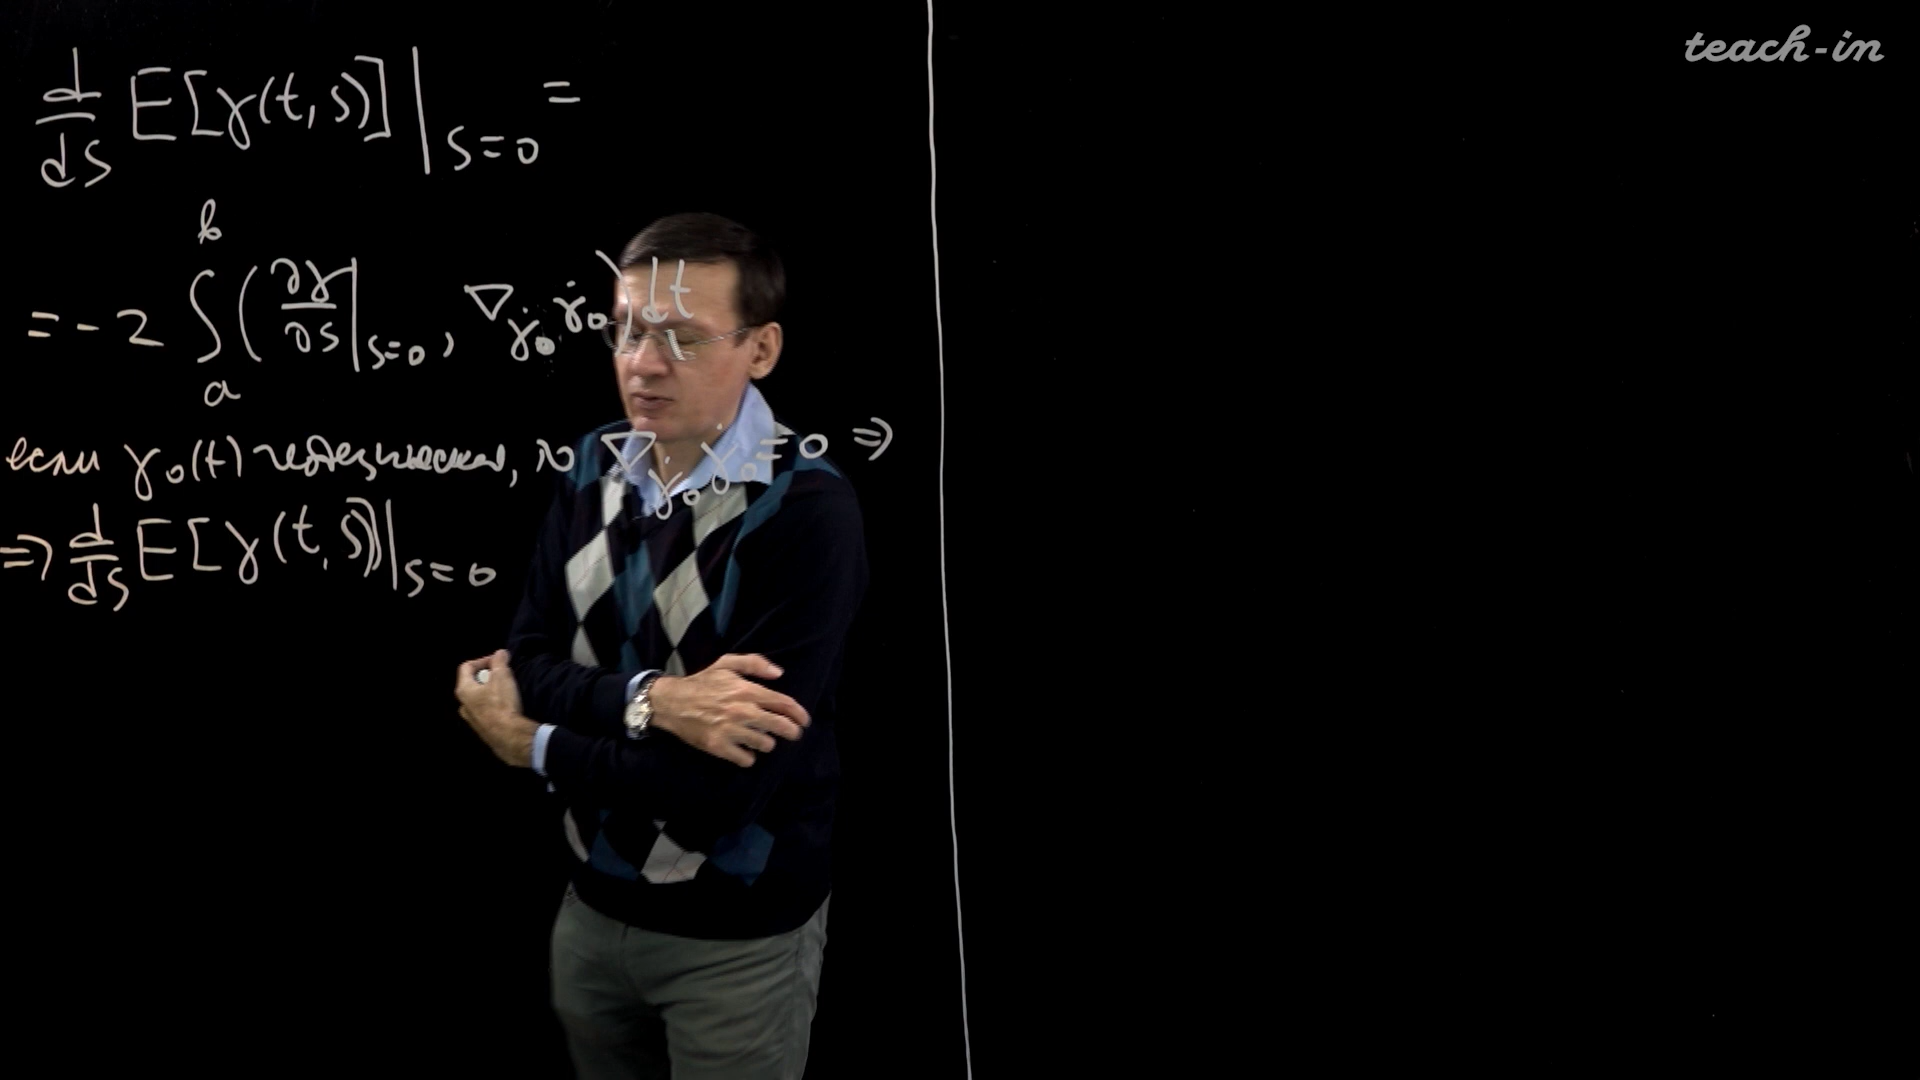 teach-in
d/ds E[γ(t,s)]|s=0 =
= -2 ∫ₐᵇ (∂γ/∂s|s=0, ∇γ̇₀ γ̇₀) dt
если γ₀(t) геодезическая, то ∇γ̇₀ γ̇₀ = 0 ⇒
⇒ d/ds E[γ(t,s)]|s=0